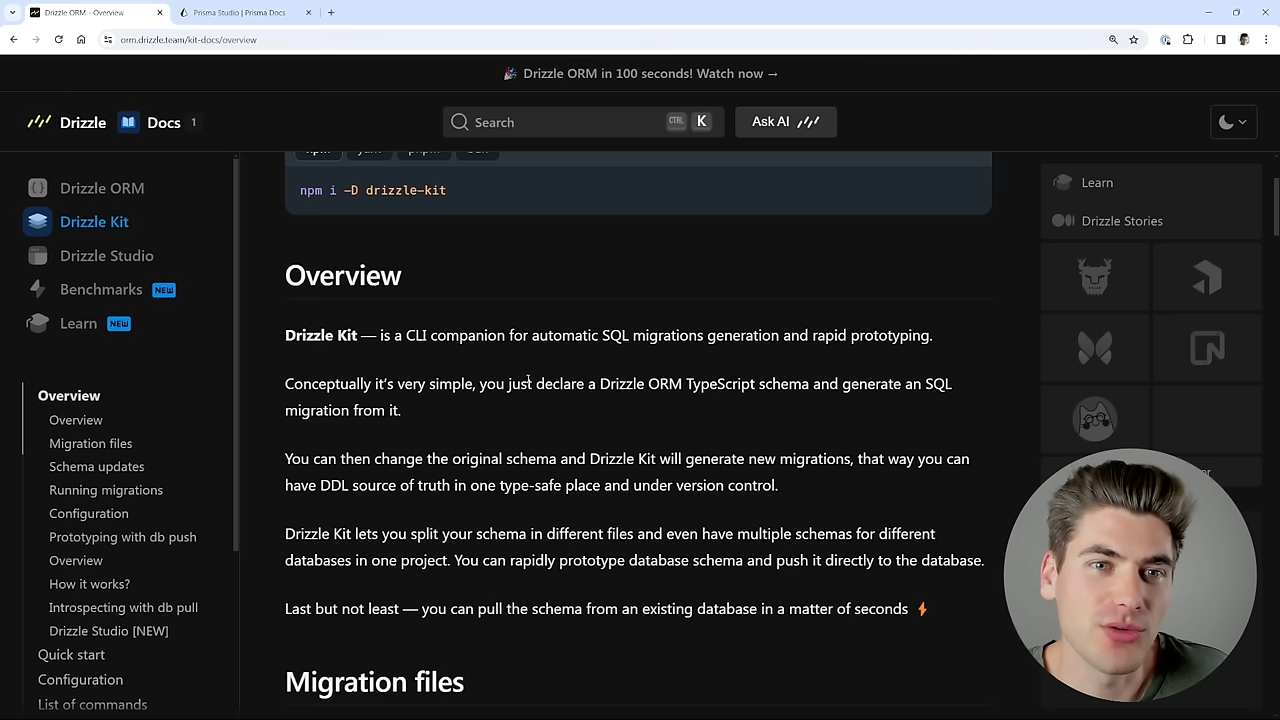 Drizzle ORM - Overview
Prisma Studio | Prisma Docs
orm.drizzle.team/kit-docs/overview
🎉 Drizzle ORM in 100 seconds! Watch now →
Drizzle Docs 1
Search CTRL K
Ask AI
Drizzle ORM
Drizzle Kit
Drizzle Studio
Benchmarks NEW
Learn NEW
Overview
Overview
Migration files
Schema updates
Running migrations
Configuration
Prototyping with db push
Overview
How it works?
Introspecting with db pull
Drizzle Studio [NEW]
Quick start
Configuration
List of commands
npm i -D drizzle-kit
Overview
Drizzle Kit — is a CLI companion for automatic SQL migrations generation and rapid prototyping.
Conceptually it's very simple, you just declare a Drizzle ORM TypeScript schema and generate an SQL
migration from it.
You can then change the original schema and Drizzle Kit will generate new migrations, that way you can
have DDL source of truth in one type-safe place and under version control.
Drizzle Kit lets you split your schema in different files and even have multiple schemas for different
databases in one project. You can rapidly prototype database schema and push it directly to the database.
Last but not least — you can pull the schema from an existing database in a matter of seconds ⚡
Migration files
Learn
Drizzle Stories